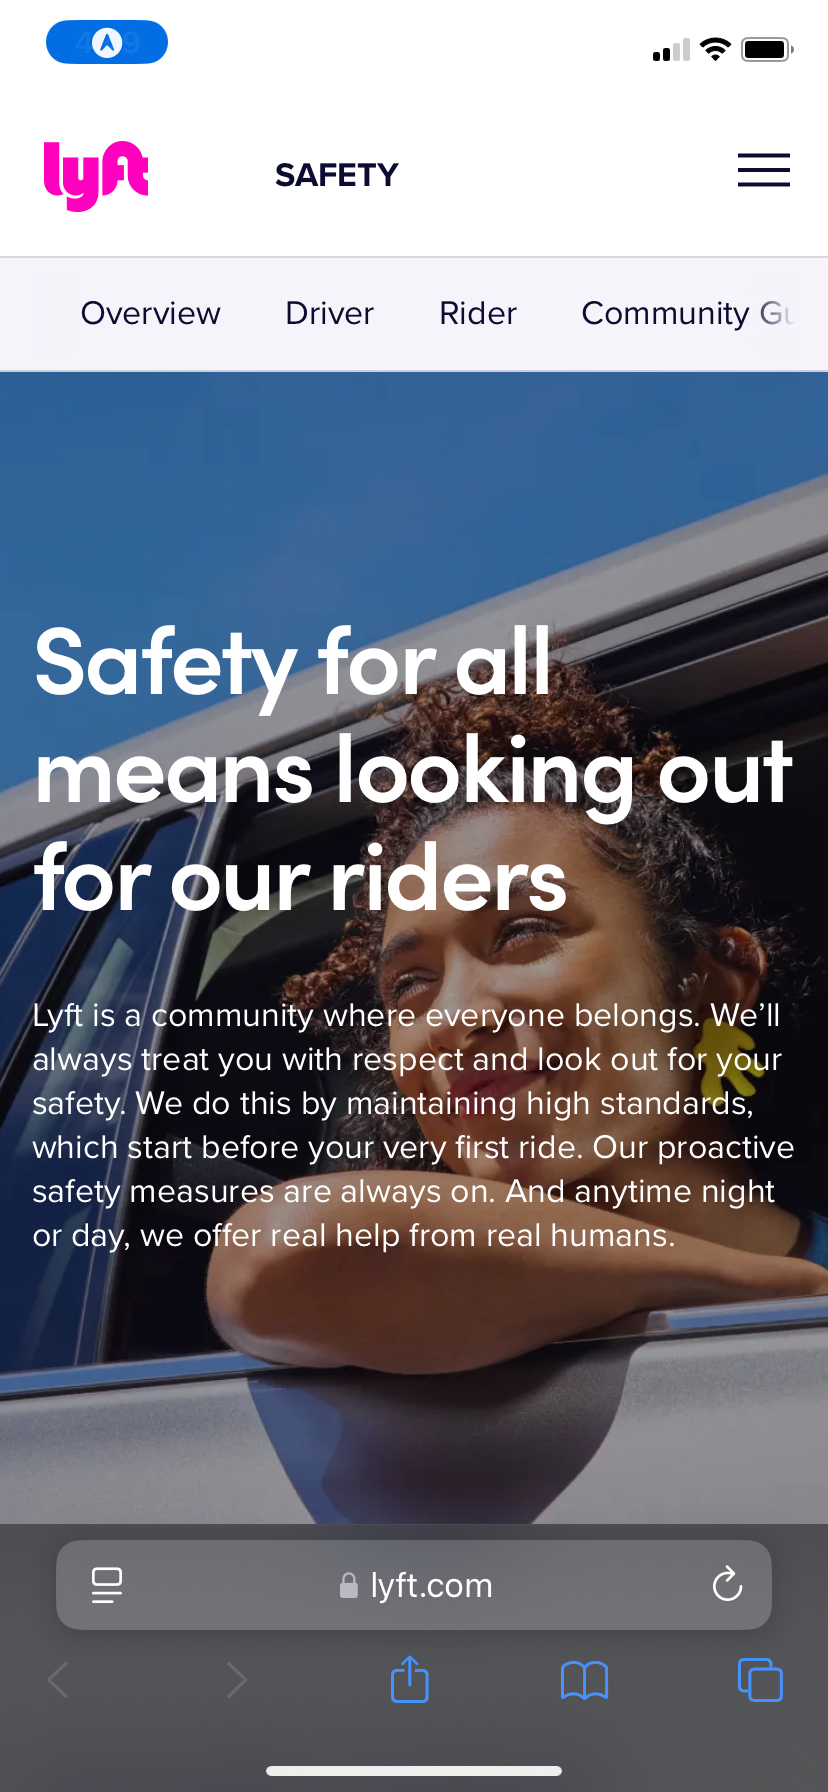 lyft
SAFETY
Overview Driver Rider Community Gu
Safety for all
means looking out
for our riders
Lyft is a community where everyone belongs. We’ll
always treat you with respect and look out for your
safety. We do this by maintaining high standards,
which start before your very first ride. Our proactive
safety measures are always on. And anytime night
or day, we offer real help from real humans.
lyft.com